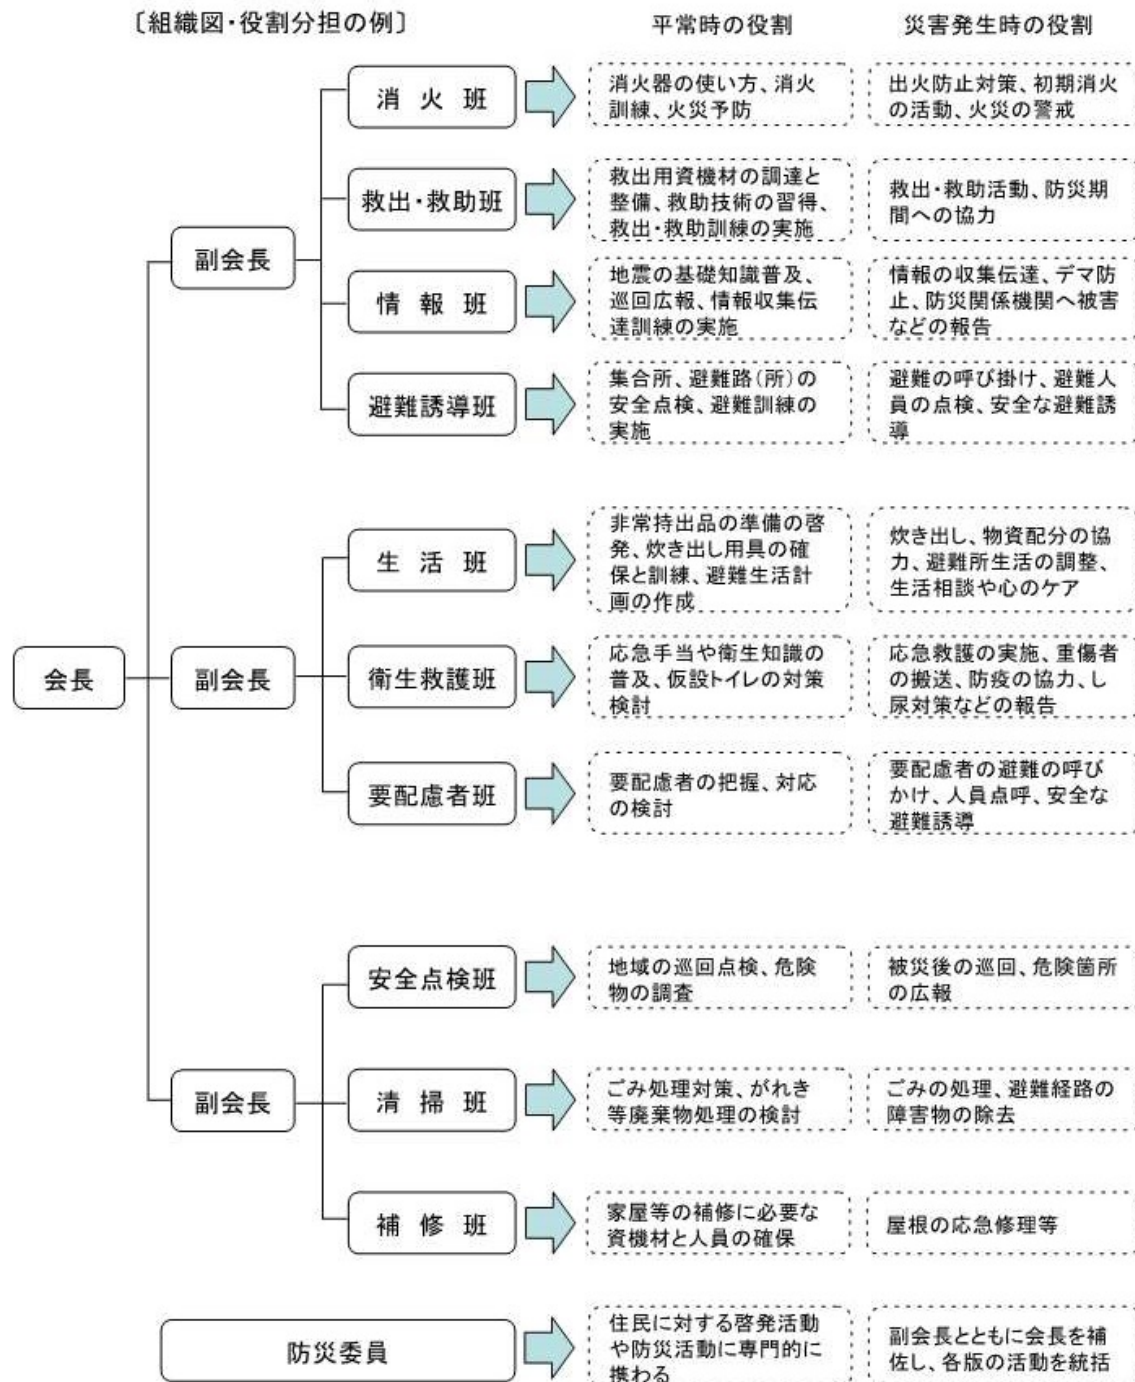 〔組織図・役割分担の例〕
平常時の役割
災害発生時の役割
消火班
消火器の使い方、消火
訓練、火災予防
出火防止対策、初期消火
の活動、火災の警戒
救出・救助班
救出用資機材の調達と
整備、救助技術の習得、
救出・救助訓練の実施
救出・救助活動、防災期
間への協力
副会長
情報班
地震の基礎知識普及、
巡回広報、情報収集伝
達訓練の実施
情報の収集伝達、デマ防
止、防災関係機関へ被害
などの報告
避難誘導班
集合所、避難路(所)の
安全点検、避難訓練の
実施
避難の呼び掛け、避難人
員の点検、安全な避難誘
導
生活班
非常持出品の準備の啓
発、炊き出し用具の確
保と訓練、避難生活計
画の作成
炊き出し、物資配分の協
力、避難所生活の調整、
生活相談や心のケア
会長
副会長
衛生救護班
応急手当や衛生知識の
普及、仮設トイレの対策
検討
応急救護の実施、重傷者
の搬送、防疫の協力、し
尿対策などの報告
要配慮者班
要配慮者の把握、対応
の検討
要配慮者の避難の呼び
かけ、人員点呼、安全な
避難誘導
安全点検班
地域の巡回点検、危険
物の調査
被災後の巡回、危険箇所
の広報
副会長
清掃班
ごみ処理対策、がれき
等廃棄物処理の検討
ごみの処理、避難経路の
障害物の除去
補修班
家屋等の補修に必要な
資機材と人員の確保
屋根の応急修理等
防災委員
住民に対する啓発活動
や防災活動に専門的に
携わる
副会長とともに会長を補
佐し、各版の活動を統括